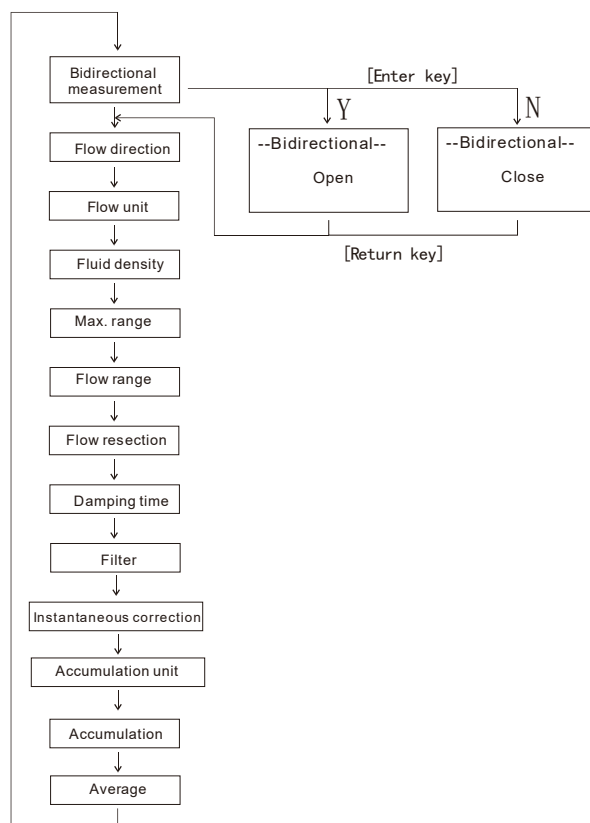 Bidirectional
measurement
[Enter key]
Y
N
--Bidirectional--
Open
--Bidirectional--
Close
[Return key]
Flow direction
Flow unit
Fluid density
Max. range
Flow range
Flow resection
Damping time
Filter
Instantaneous correction
Accumulation unit
Accumulation
Average